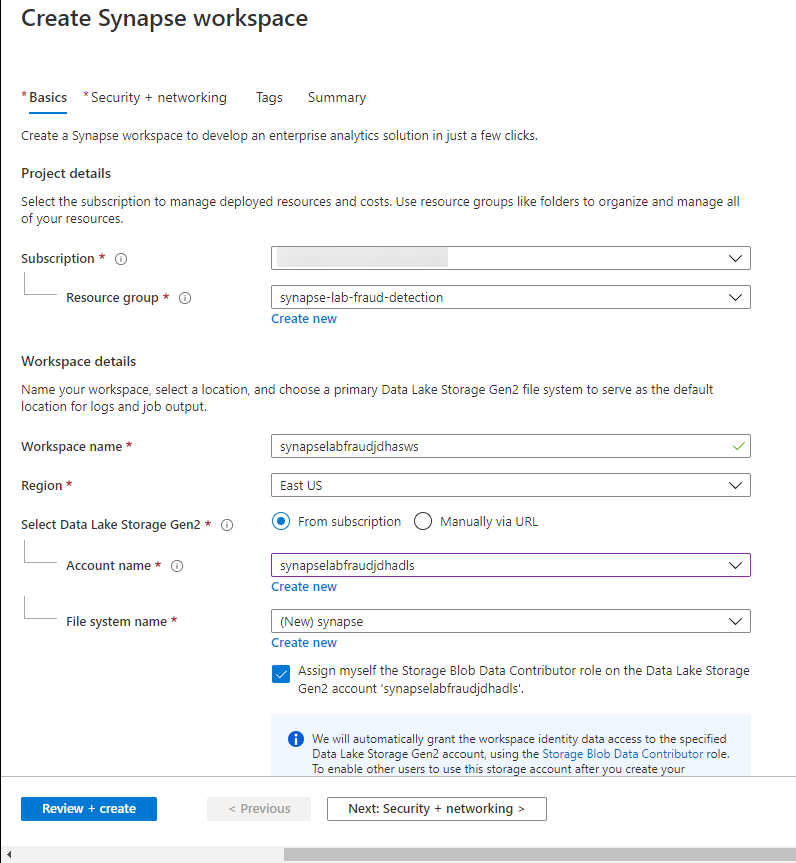 Create Synapse workspace
* Basics * Security + networking Tags Summary
Create a Synapse workspace to develop an enterprise analytics solution in just a few clicks.
Project details
Select the subscription to manage deployed resources and costs. Use resource groups like folders to organize and manage all
of your resources.
Subscription *
Resource group * synapse-lab-fraud-detection
Create new
Workspace details
Name your workspace, select a location, and choose a primary Data Lake Storage Gen2 file system to serve as the default
location for logs and job output.
Workspace name * synapselabfraudjdhasws
Region * East US
Select Data Lake Storage Gen2 * From subscription Manually via URL
Account name * synapselabfraudjdhadls
Create new
File system name * (New) synapse
Create new
Assign myself the Storage Blob Data Contributor role on the Data Lake Storage
Gen2 account 'synapselabfraudjdhadls'.
We will automatically grant the workspace identity data access to the specified
Data Lake Storage Gen2 account, using the Storage Blob Data Contributor role.
To enable other users to use this storage account after you create your
Review + create < Previous Next: Security + networking >